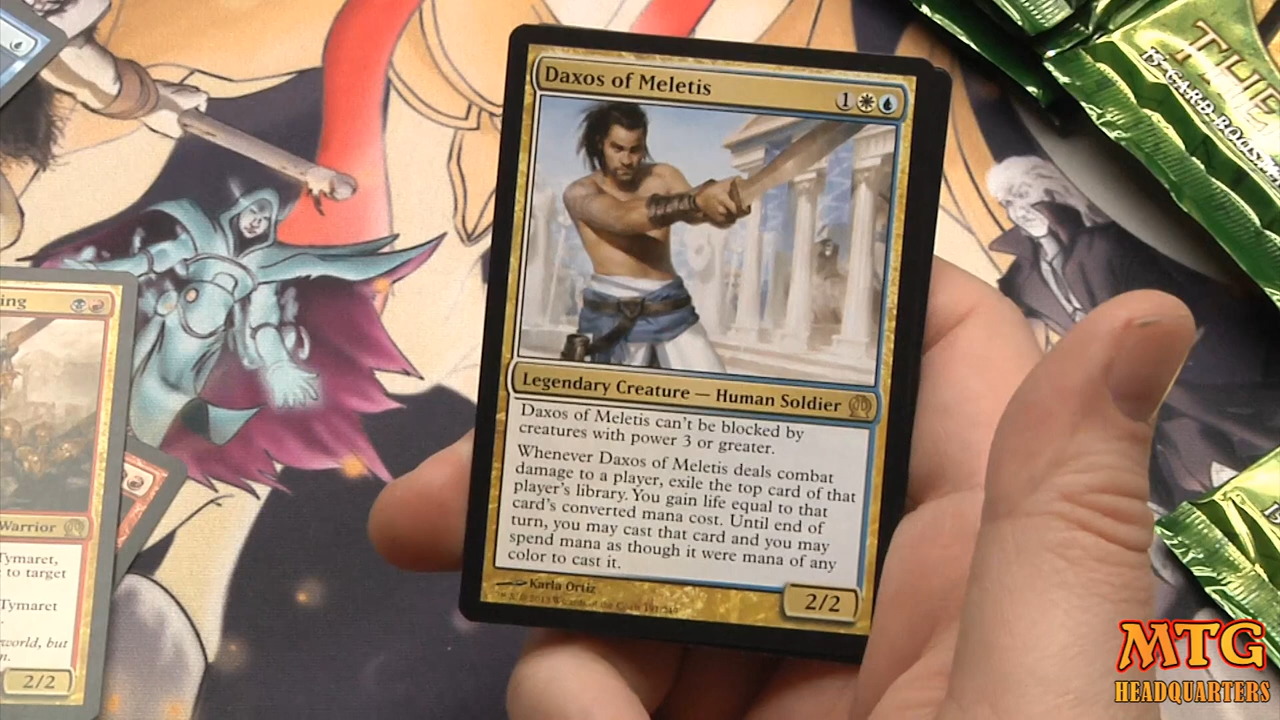 Daxos of Meletis
1
Legendary Creature — Human Soldier
Daxos of Meletis can't be blocked by
creatures with power 3 or greater.
Whenever Daxos of Meletis deals combat
damage to a player, exile the top card of that
player's library. You gain life equal to that
card's converted mana cost. Until end of
turn, you may cast that card and you may
spend mana as though it were mana of any
color to cast it.
Karla Ortiz
2/2
ing
Warrior
Tymaret,
to target
Tymaret
world, but
n.
2/2
THE
15-CARD BOOS
MTG
HEADQUARTERS